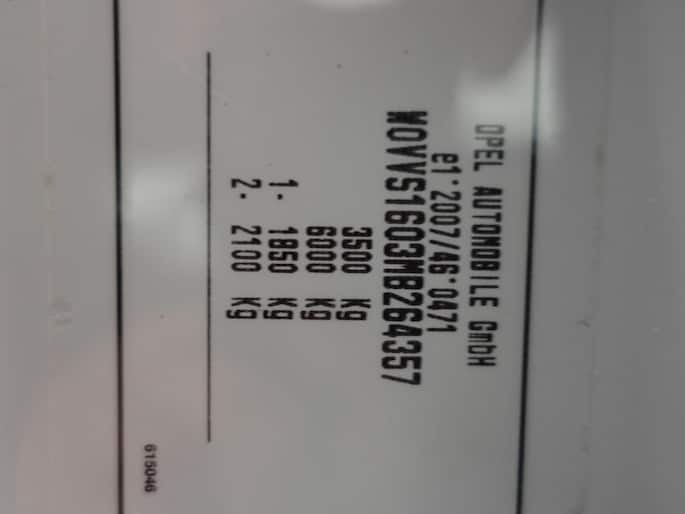 OPEL AUTOMOBILE GmbH
e1*2007/46*0471
W0VVS1603MB264357
3500 Kg
6000 Kg
1- 1850 Kg
2- 2100 Kg
615046